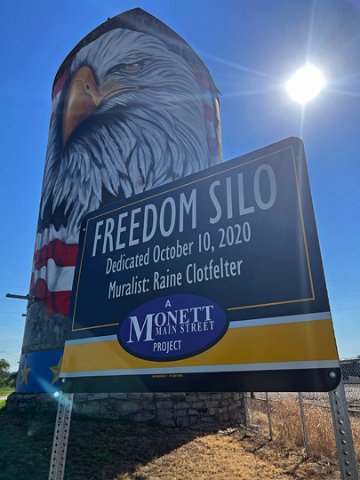 FREEDOM SILO
Dedicated October 10, 2020
Muralist: Raine Clotfelter
A
MONETT
MAIN STREET
PROJECT